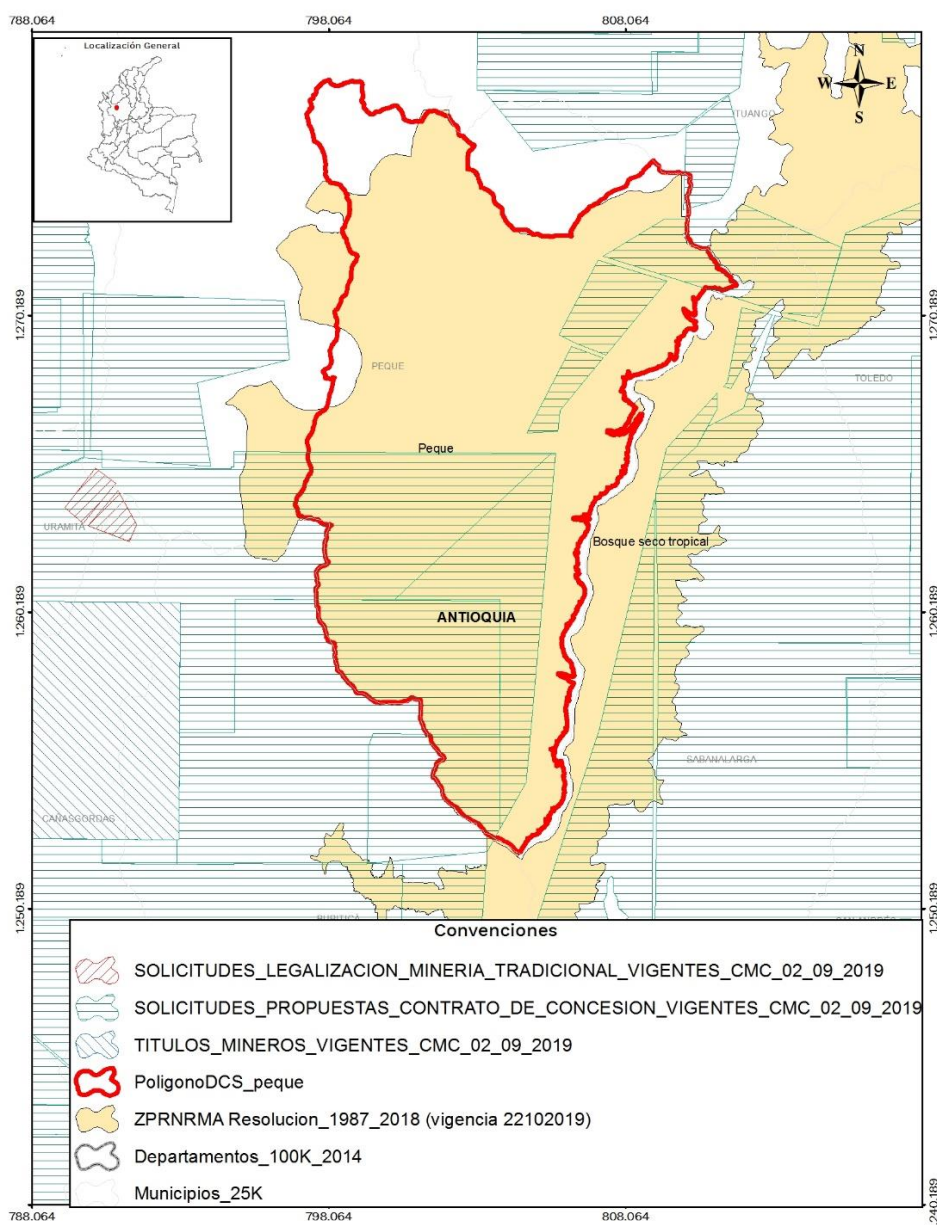 788.064 798.064 808.064
Localización General
N
W E
S
TUANGO
1.270.189 1.270.189
PEQUE
TOLEDO
Peque
URAMITA
Bosque seco tropical
1.260.189 1.260.189
ANTIOQUIA
SABANALARGA
CAÑASGORDAS
1.250.189 1.250.189
Convenciones
SOLICITUDES_LEGALIZACION_MINERIA_TRADICIONAL_VIGENTES_CMC_02_09_2019
SOLICITUDES_PROPUESTAS_CONTRATO_DE_CONCESION_VIGENTES_CMC_02_09_2019
TITULOS_MINEROS_VIGENTES_CMC_02_09_2019
PoligonoDCS_peque
ZPRNRMA Resolucion_1987_2018 (vigencia 22102019)
Departamentos_100K_2014
Municipios_25K
788.064 798.064 808.064